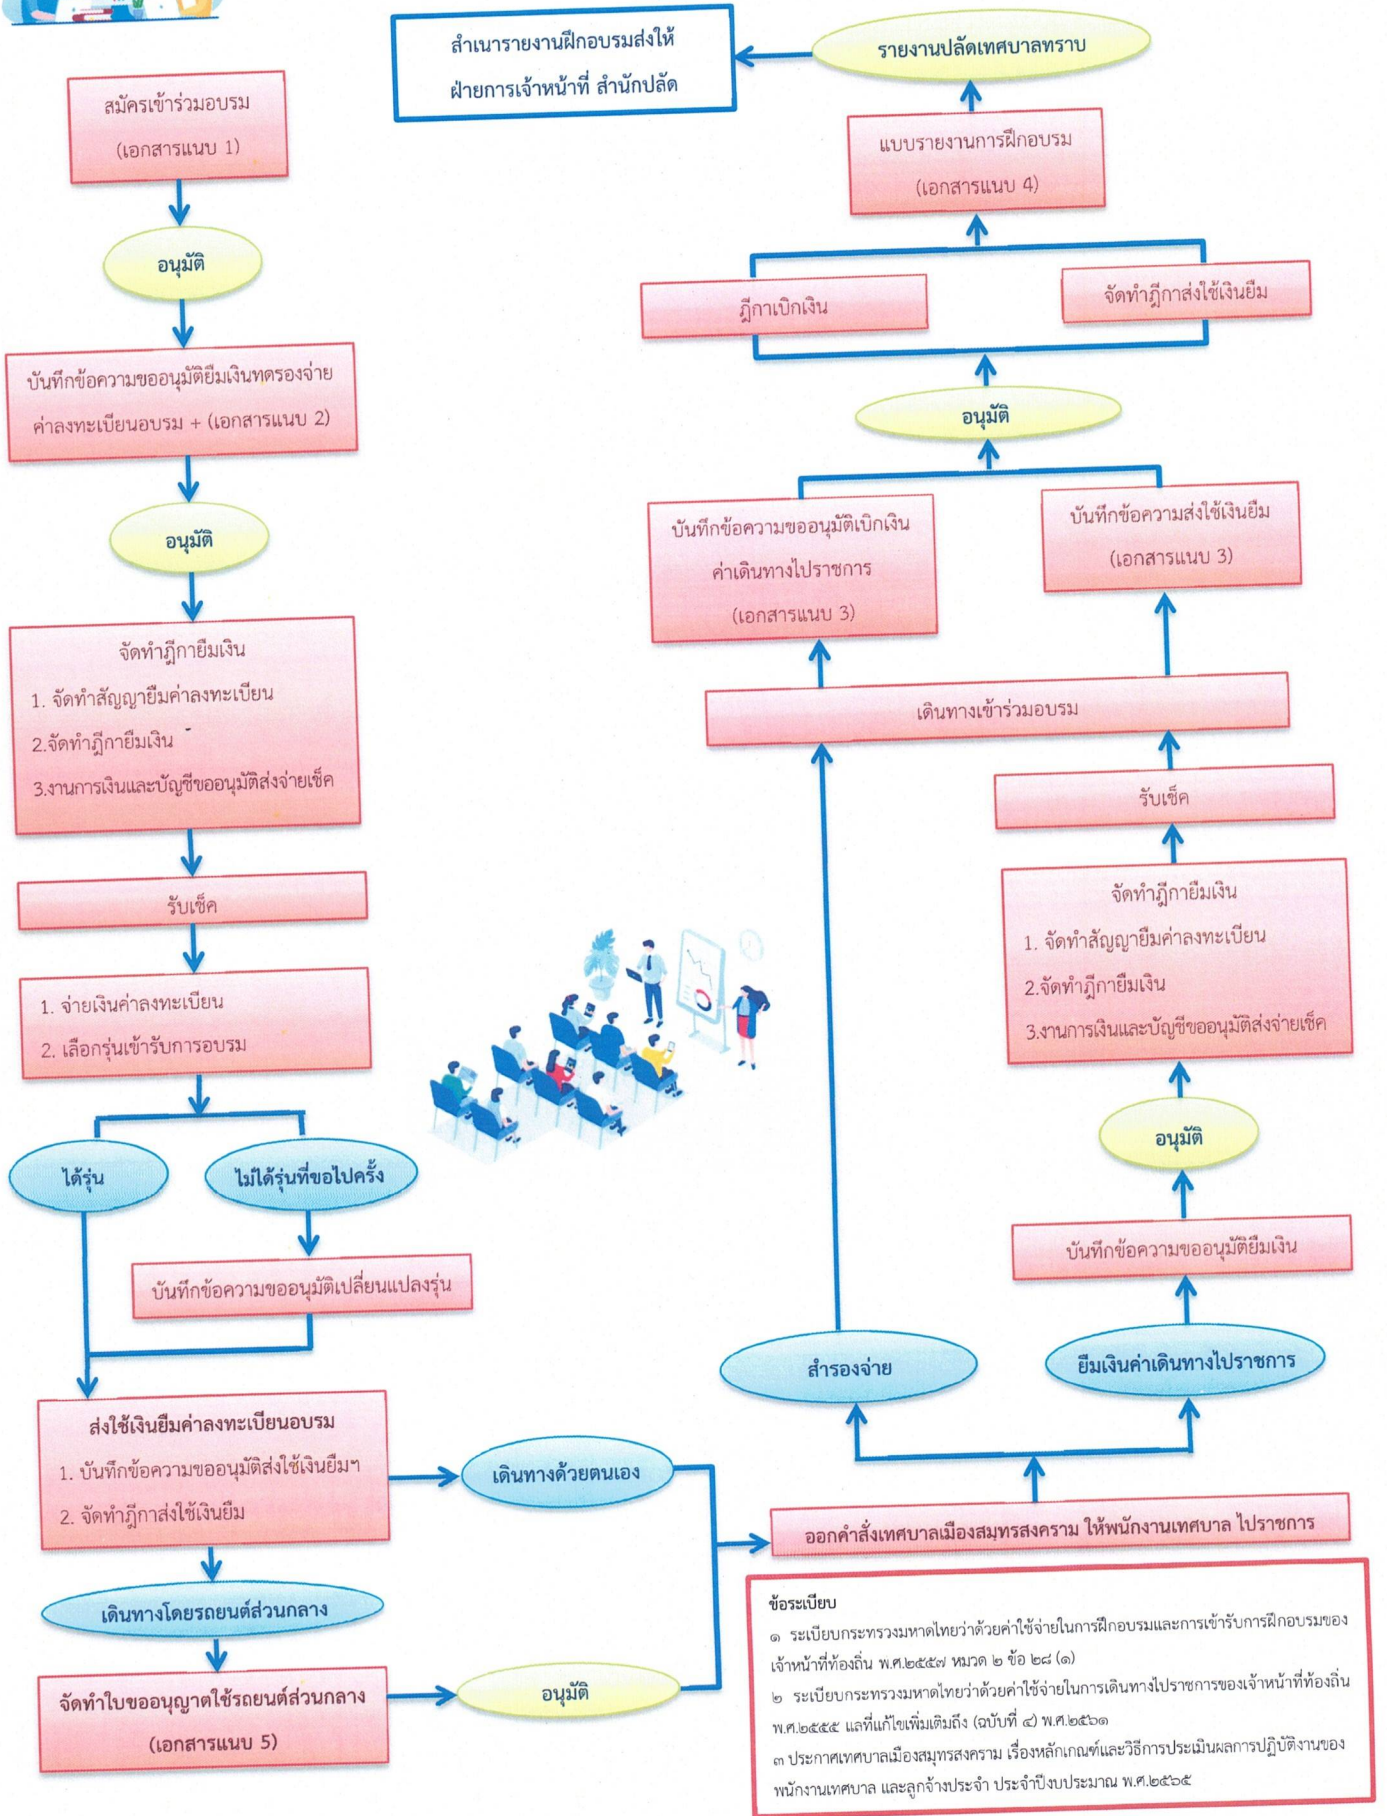 สมัครเข้าร่วมอบรม
(เอกสารแนบ 1)
อนุมัติ
บันทึกข้อความขออนุมัติยืมเงินทดรองจ่าย
ค่าลงทะเบียนอบรม + (เอกสารแนบ 2)
อนุมัติ
จัดทำฎีกายืมเงิน
1. จัดทำสัญญายืมค่าลงทะเบียน
2.จัดทำฎีกายืมเงิน
3.งานการเงินและบัญชีขออนุมัติส่งจ่ายเช็ค
รับเช็ค
1. จ่ายเงินค่าลงทะเบียน
2. เลือกรุ่นเข้ารับการอบรม
ได้รุ่น
ไม่ได้รุ่นที่ขอไปครั้ง
บันทึกข้อความขออนุมัติเปลี่ยนแปลงรุ่น
ส่งใช้เงินยืมค่าลงทะเบียนอบรม
1. บันทึกข้อความขออนุมัติส่งใช้เงินยืมฯ
2. จัดทำฎีกาส่งใช้เงินยืม
เดินทางด้วยตนเอง
เดินทางโดยรถยนต์ส่วนกลาง
จัดทำใบขออนุญาตใช้รถยนต์ส่วนกลาง
(เอกสารแนบ 5)
อนุมัติ
ออกคำสั่งเทศบาลเมืองสมุทรสงคราม ให้พนักงานเทศบาล ไปราชการ
สำรองจ่าย
ยืมเงินค่าเดินทางไปราชการ
บันทึกข้อความขออนุมัติยืมเงิน
อนุมัติ
จัดทำฎีกายืมเงิน
1. จัดทำสัญญายืมค่าลงทะเบียน
2.จัดทำฎีกายืมเงิน
3.งานการเงินและบัญชีขออนุมัติส่งจ่ายเช็ค
รับเช็ค
เดินทางเข้าร่วมอบรม
บันทึกข้อความขออนุมัติเบิกเงิน
ค่าเดินทางไปราชการ
(เอกสารแนบ 3)
บันทึกข้อความส่งใช้เงินยืม
(เอกสารแนบ 3)
อนุมัติ
ฎีกาเบิกเงิน
จัดทำฎีกาส่งใช้เงินยืม
แบบรายงานการฝึกอบรม
(เอกสารแนบ 4)
รายงานปลัดเทศบาลทราบ
สำเนารายงานฝึกอบรมส่งให้
ฝ่ายการเจ้าหน้าที่ สำนักปลัด
ข้อระเบียบ
๑ ระเบียบกระทรวงมหาดไทยว่าด้วยค่าใช้จ่ายในการฝึกอบรมและการเข้ารับการฝึกอบรมของ
เจ้าหน้าที่ท้องถิ่น พ.ศ.๒๕๕๗ หมวด ๒ ข้อ ๒๘ (๑)
๒ ระเบียบกระทรวงมหาดไทยว่าด้วยค่าใช้จ่ายในการเดินทางไปราชการของเจ้าหน้าที่ท้องถิ่น
พ.ศ.๒๕๕๕ แลที่แก้ไขเพิ่มเติมถึง (ฉบับที่ ๔) พ.ศ.๒๕๖๑
๓ ประกาศเทศบาลเมืองสมุทรสงคราม เรื่องหลักเกณฑ์และวิธีการประเมินผลการปฏิบัติงานของ
พนักงานเทศบาล และลูกจ้างประจำ ประจำปีงบประมาณ พ.ศ.๒๕๖๕